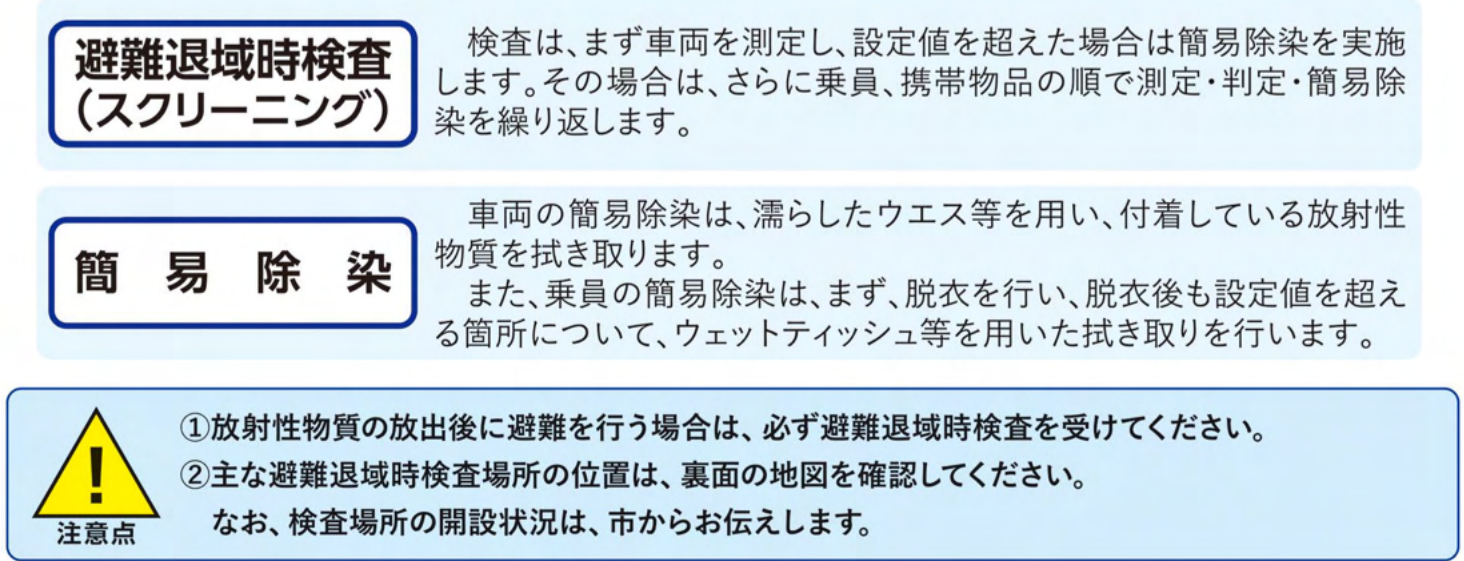 避難退域時検査
（スクリーニング）
検査は、まず車両を測定し、設定値を超えた場合は簡易除染を実施
します。その場合は、さらに乗員、携帯物品の順で測定・判定・簡易除
染を繰り返します。
簡易除染
車両の簡易除染は、濡らしたウエス等を用い、付着している放射性
物質を拭き取ります。
また、乗員の簡易除染は、まず、脱衣を行い、脱衣後も設定値を超え
る箇所について、ウェットティッシュ等を用いた拭き取りを行います。
!
注意点
①放射性物質の放出後に避難を行う場合は、必ず避難退域時検査を受けてください。
②主な避難退域時検査場所の位置は、裏面の地図を確認してください。
なお、検査場所の開設状況は、市からお伝えします。